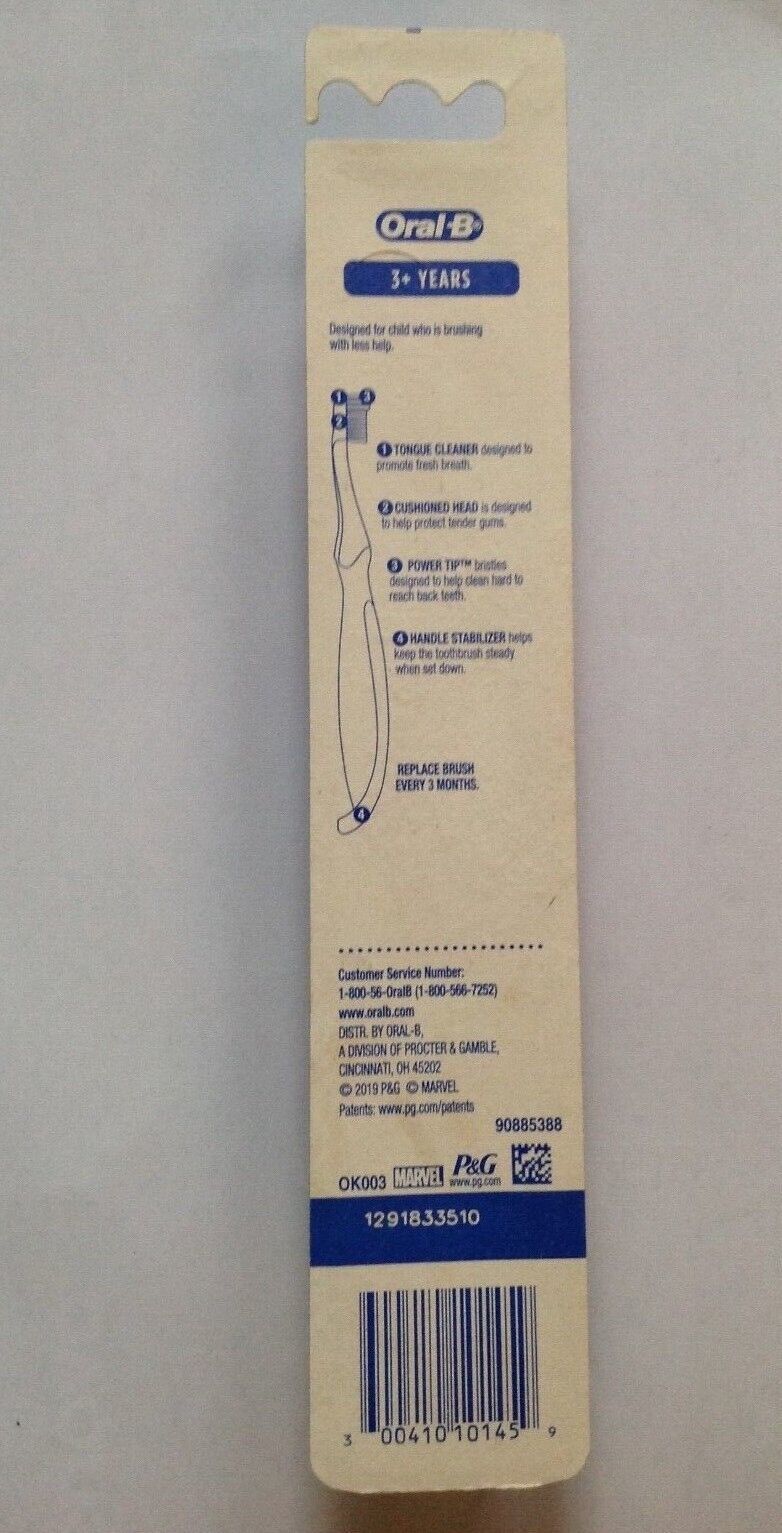 Oral-B®
3+ YEARS
Designed for child who is brushing
with less help.
1 3
2
1 TONGUE CLEANER designed to
promote fresh breath.
2 CUSHIONED HEAD is designed
to help protect tender gums.
3 POWER TIP™ bristles
designed to help clean hard to
reach back teeth.
4 HANDLE STABILIZER helps
keep the toothbrush steady
when set down.
REPLACE BRUSH
EVERY 3 MONTHS.
4
Customer Service Number:
1-800-56-OralB (1-800-566-7252)
www.oralb.com
DISTR. BY ORAL-B,
A DIVISION OF PROCTER & GAMBLE,
CINCINNATI, OH 45202
© 2019 P&G © MARVEL
Patents: www.pg.com/patents
90885388
OK003 MARVEL P&G
www.pg.com
1291833510
3 00410 10145 9